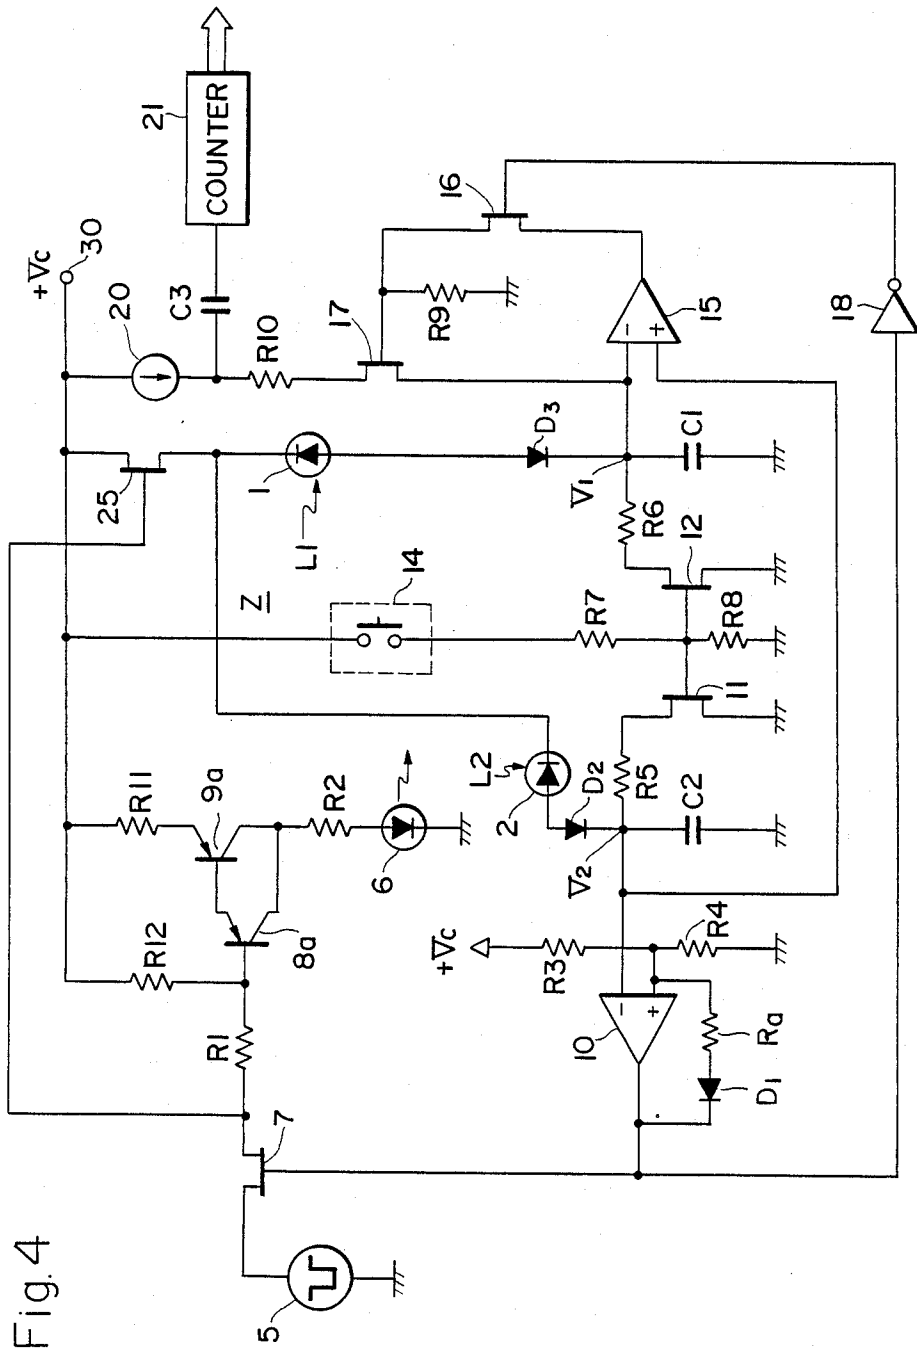 21
COUNTER
+Vc
30
20
C3
16
R10
17
R9
15
18
25
1
L1
D3
V1
C1
Z
14
R6
12
R7
R8
11
R11
9a
R2
6
L2
2
D2
R5
V2
C2
R12
8a
+Vc
R3
R4
R1
10
Ra
D1
7
5
Fig.4
− +
− +